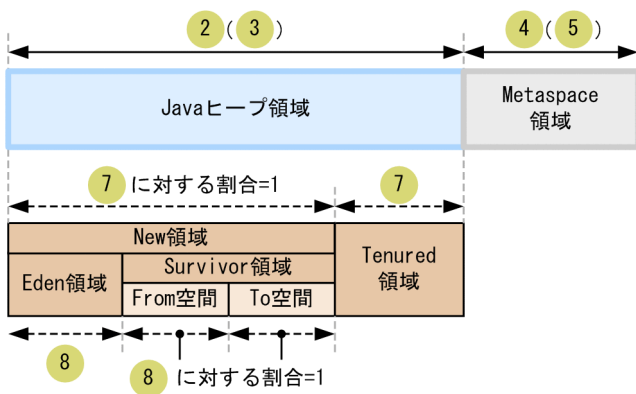 2(3)
4(5)
Javaヒープ領域
Metaspace
領域
7に対する割合=1
7
New領域
Eden領域
Survivor領域
From空間
To空間
Tenured
領域
8
8に対する割合=1